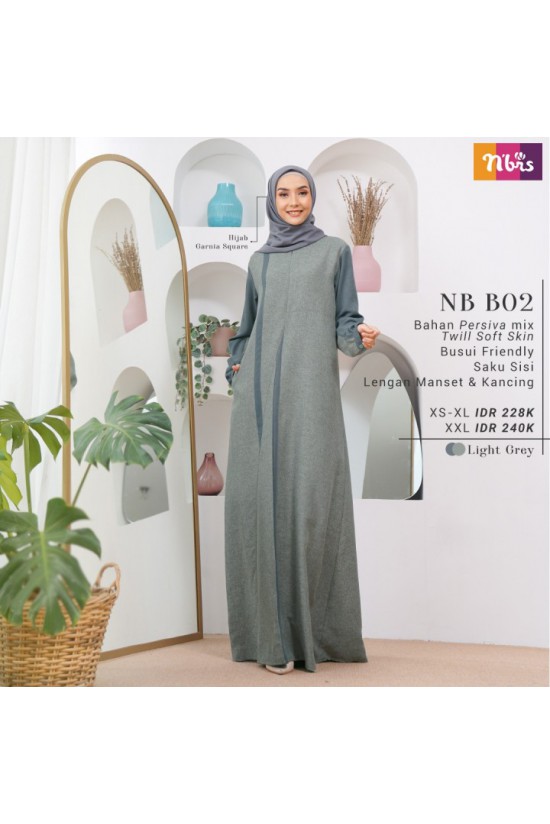 Nbrs
Hijab
Garnia Square
NB B02
Bahan Persiva mix
Twill Soft Skin
Busui Friendly
Saku Sisi
Lengan Manset & Kancing
XS-XL IDR 228K
XXL IDR 240K
Light Grey